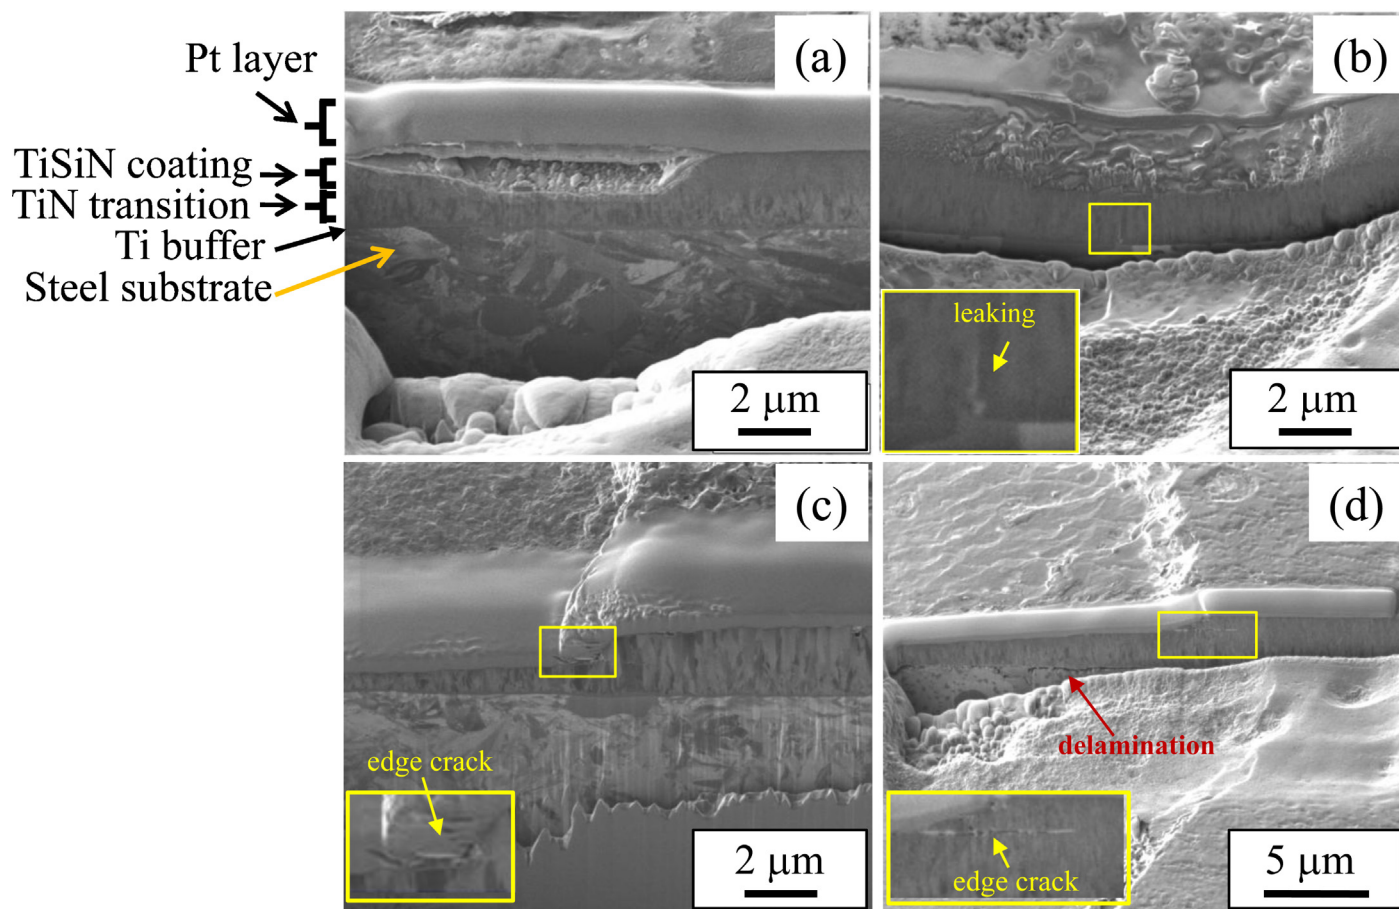 Pt layer
TiSiN coating
TiN transition
Ti buffer
Steel substrate
(a)
2 μm
(b)
leaking
2 μm
(c)
edge crack
2 μm
(d)
delamination
edge crack
5 μm